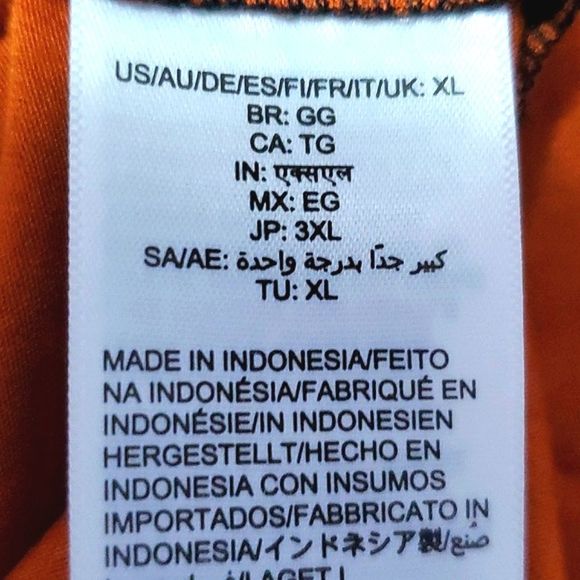 US/AU/DE/ES/FI/FR/IT/UK: XL
BR: GG
CA: TG
IN: एक्सएल
MX: EG
JP: 3XL
SA/AE: كبير جدًا بدرجة واحدة
TU: XL
MADE IN INDONESIA/FEITO
NA INDONÉSIA/FABRIQUÉ EN
INDONÉSIE/IN INDONESIEN
HERGESTELLT/HECHO EN
INDONESIA CON INSUMOS
IMPORTADOS/FABBRICATO IN
INDONESIA/インドネシア製/صنع